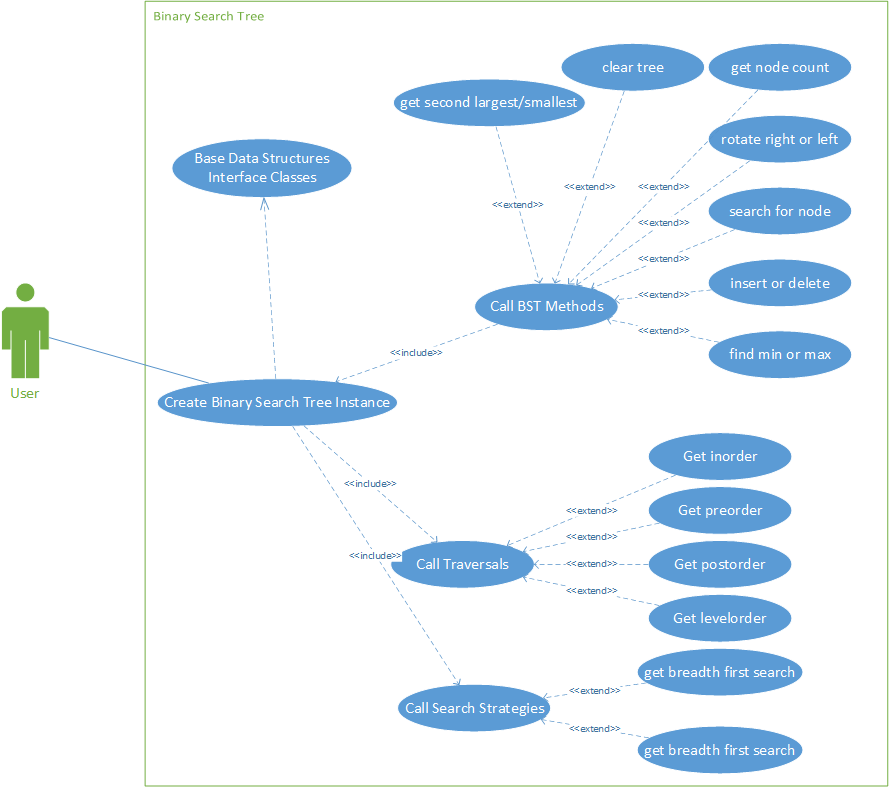 Binary Search Tree
clear tree
get node count
get second largest/smallest
rotate right or left
Base Data Structures
Interface Classes
<<extend>>
<<extend>>
<<extend>>
search for node
<<extend>>
<<extend>>
insert or delete
<<extend>>
Call BST Methods
<<extend>>
find min or max
<<include>>
User
Create Binary Search Tree Instance
Get inorder
<<include>>
<<extend>>
Get preorder
<<extend>>
<<include>>
Call Traversals
<<extend>>
Get postorder
<<extend>>
Get levelorder
get breadth first search
<<extend>>
Call Search Strategies
<<extend>>
get breadth first search